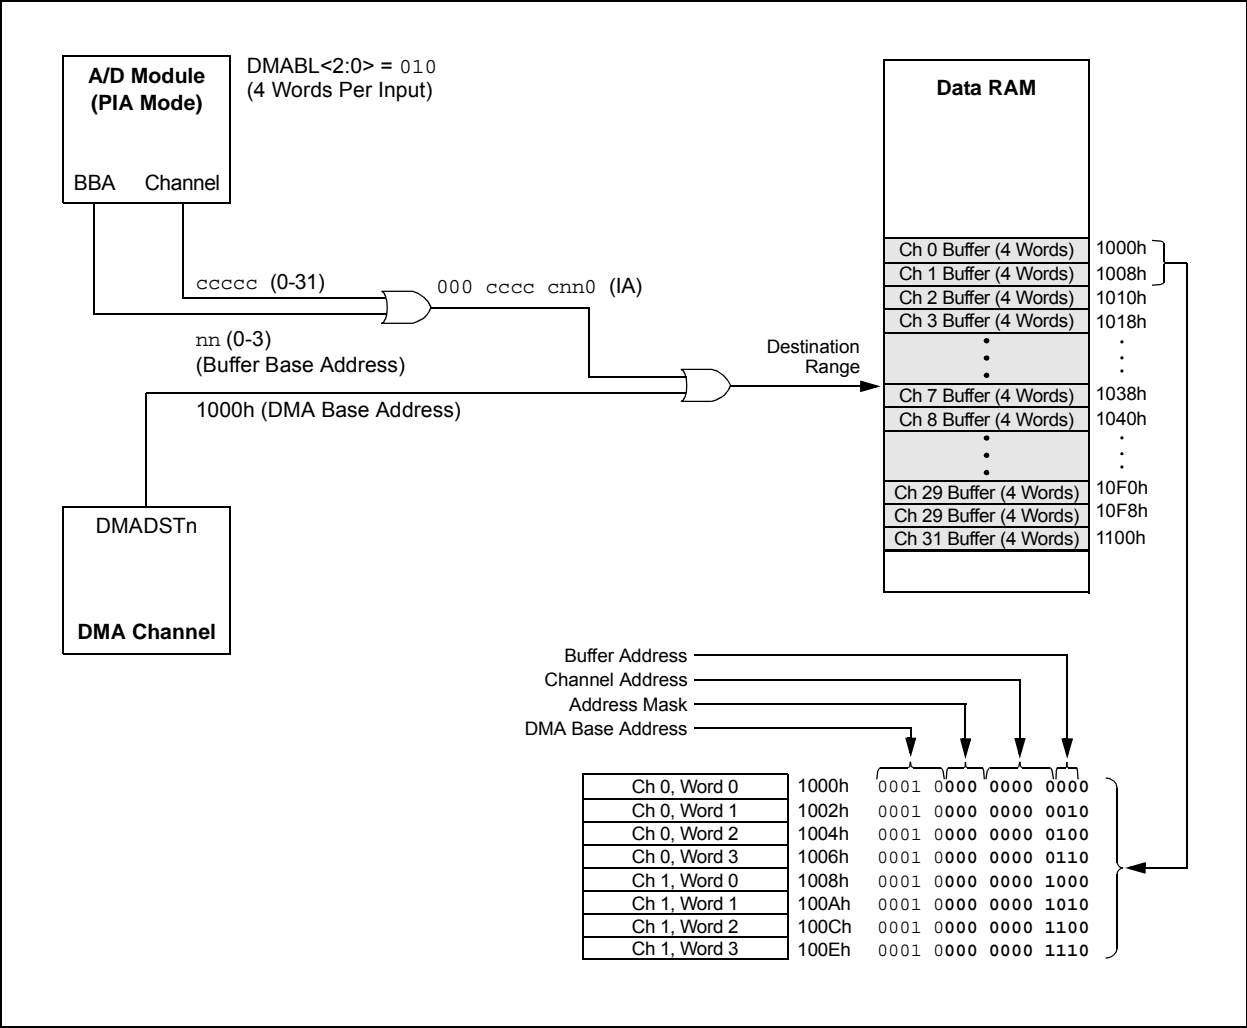 A/D Module
(PIA Mode)
BBA Channel
DMABL<2:0> = 010
(4 Words Per Input)
ccccc (0-31)
000 cccc cnn0 (IA)
nn (0-3)
(Buffer Base Address)
1000h (DMA Base Address)
Destination
Range
DMADSTn
DMA Channel
Data RAM
Ch 0 Buffer (4 Words) 1000h
Ch 1 Buffer (4 Words) 1008h
Ch 2 Buffer (4 Words) 1010h
Ch 3 Buffer (4 Words) 1018h
Ch 7 Buffer (4 Words) 1038h
Ch 8 Buffer (4 Words) 1040h
Ch 29 Buffer (4 Words) 10F0h
Ch 29 Buffer (4 Words) 10F8h
Ch 31 Buffer (4 Words) 1100h
Buffer Address
Channel Address
Address Mask
DMA Base Address
Ch 0, Word 0 1000h 0001 0000 0000 0000
Ch 0, Word 1 1002h 0001 0000 0000 0010
Ch 0, Word 2 1004h 0001 0000 0000 0100
Ch 0, Word 3 1006h 0001 0000 0000 0110
Ch 1, Word 0 1008h 0001 0000 0000 1000
Ch 1, Word 1 100Ah 0001 0000 0000 1010
Ch 1, Word 2 100Ch 0001 0000 0000 1100
Ch 1, Word 3 100Eh 0001 0000 0000 1110